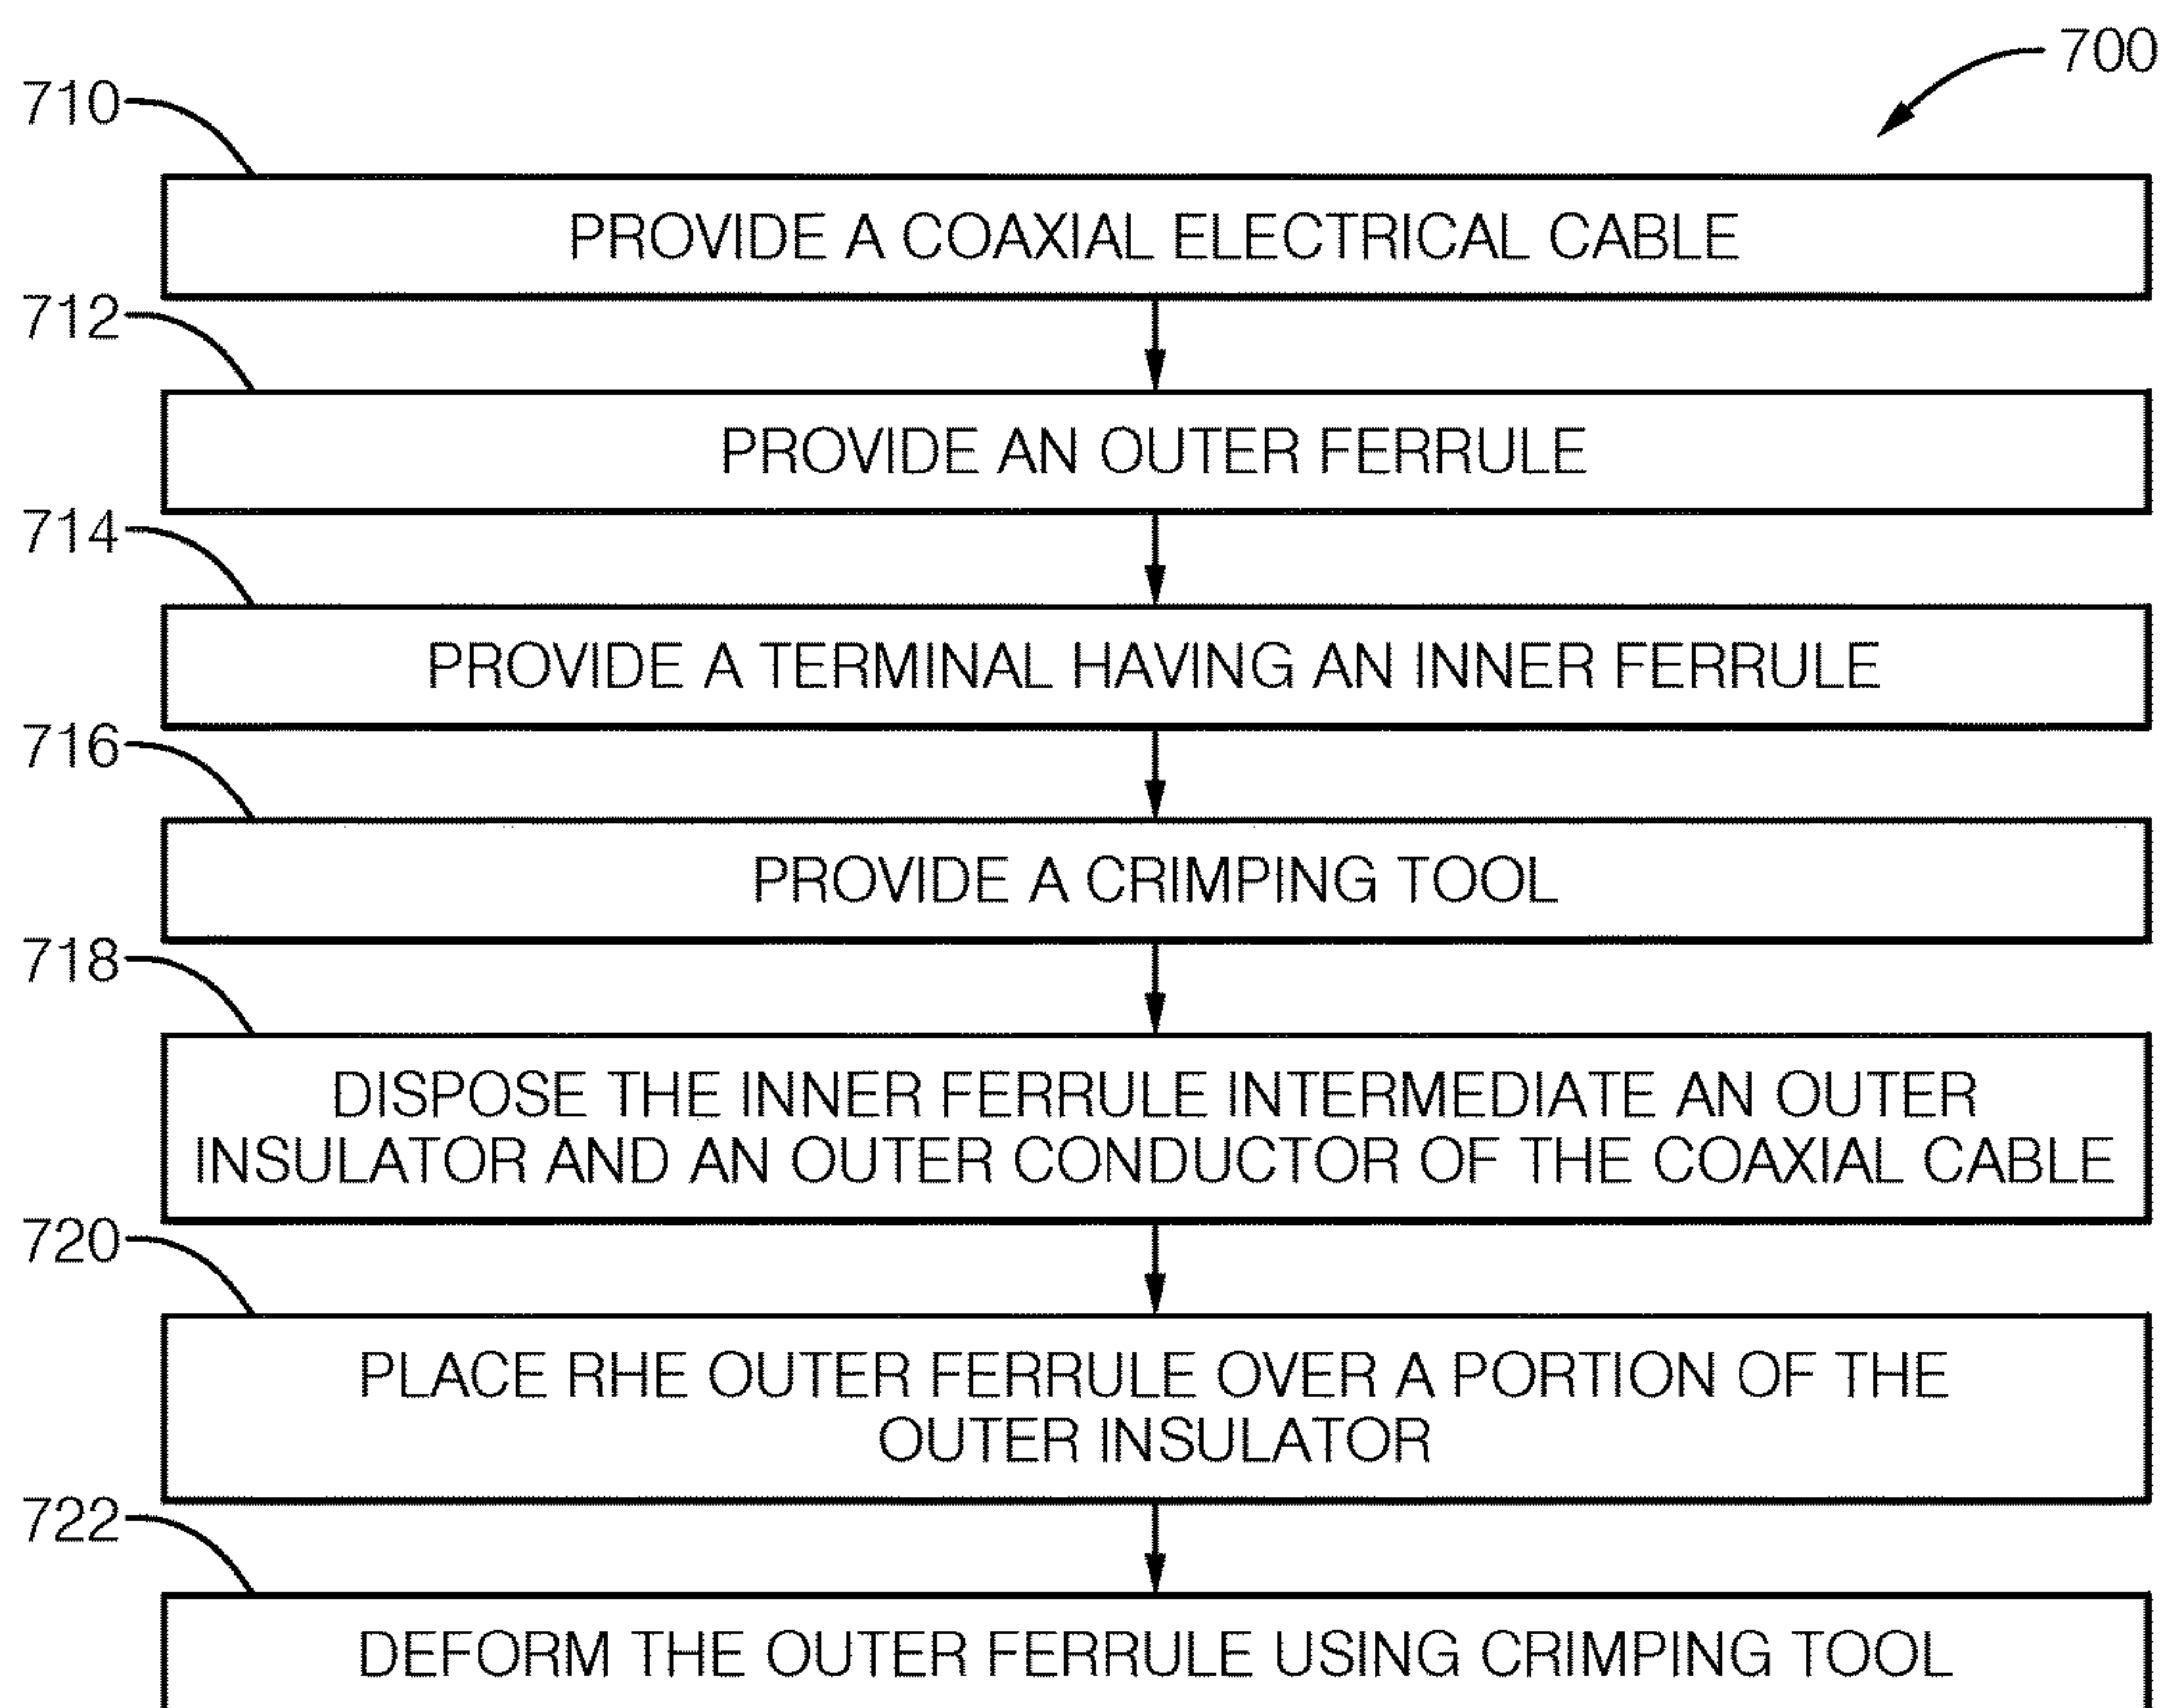 700
710
PROVIDE A COAXIAL ELECTRICAL CABLE
712
PROVIDE AN OUTER FERRULE
714
PROVIDE A TERMINAL HAVING AN INNER FERRULE
716
PROVIDE A CRIMPING TOOL
718
DISPOSE THE INNER FERRULE INTERMEDIATE AN OUTER
INSULATOR AND AN OUTER CONDUCTOR OF THE COAXIAL CABLE
720
PLACE RHE OUTER FERRULE OVER A PORTION OF THE
OUTER INSULATOR
722
DEFORM THE OUTER FERRULE USING CRIMPING TOOL